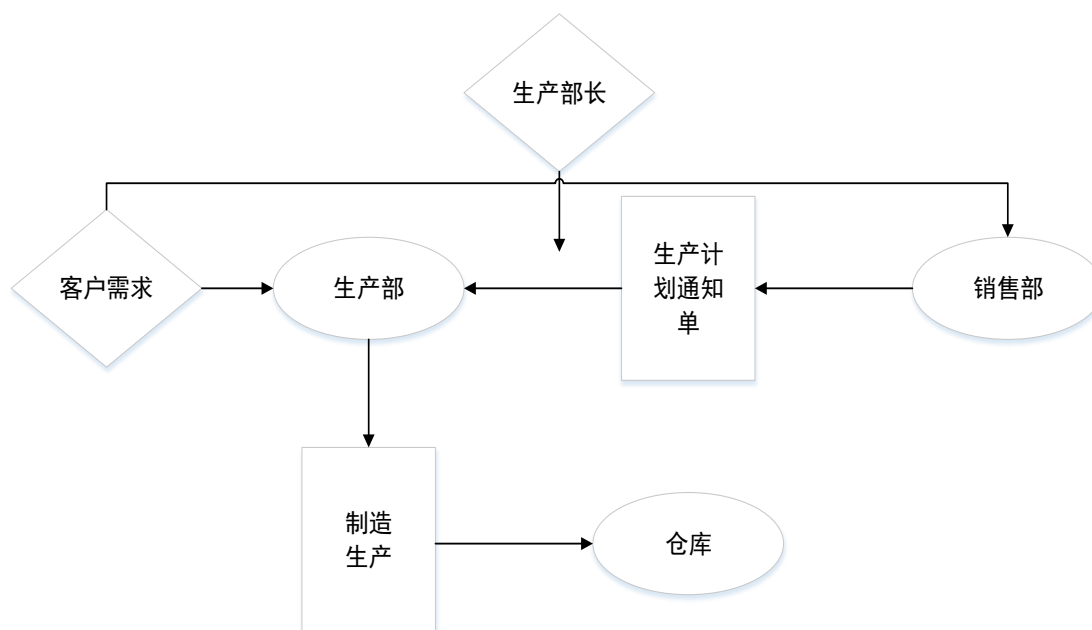 生产部长
客户需求
生产部
生产计
划通知
单
销售部
制造
生产
仓库